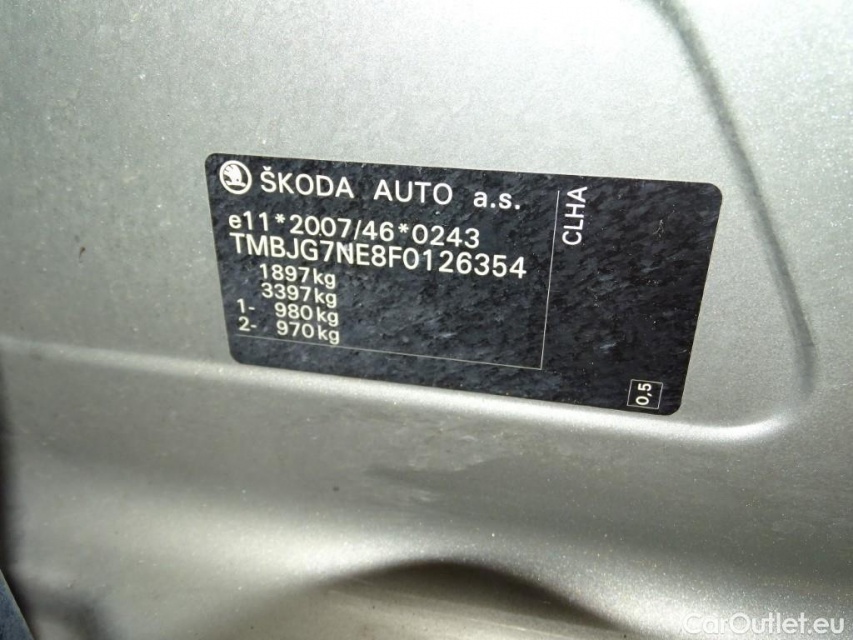 ŠKODA AUTO a.s.
e11*2007/46*0243
TMBJG7NE8F0126354
1897kg
3397kg
1- 980kg
2- 970kg
CLHA
0,5
CarOutlet.eu